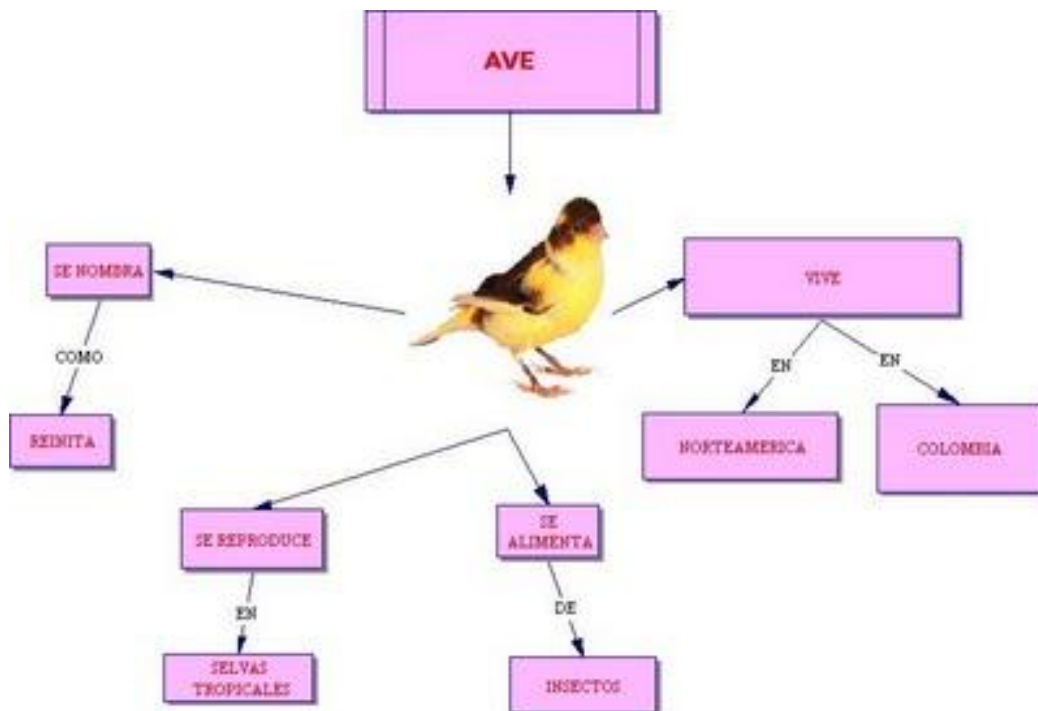 AVE
SE NOMBRA
VIVE
COMO
EN
EN
REINITA
NORTEAMERICA
COLOMBIA
SE REPRODUCE
SE
ALIMENTA
EN
DE
SELVAS
TROPICALES
INSECTOS